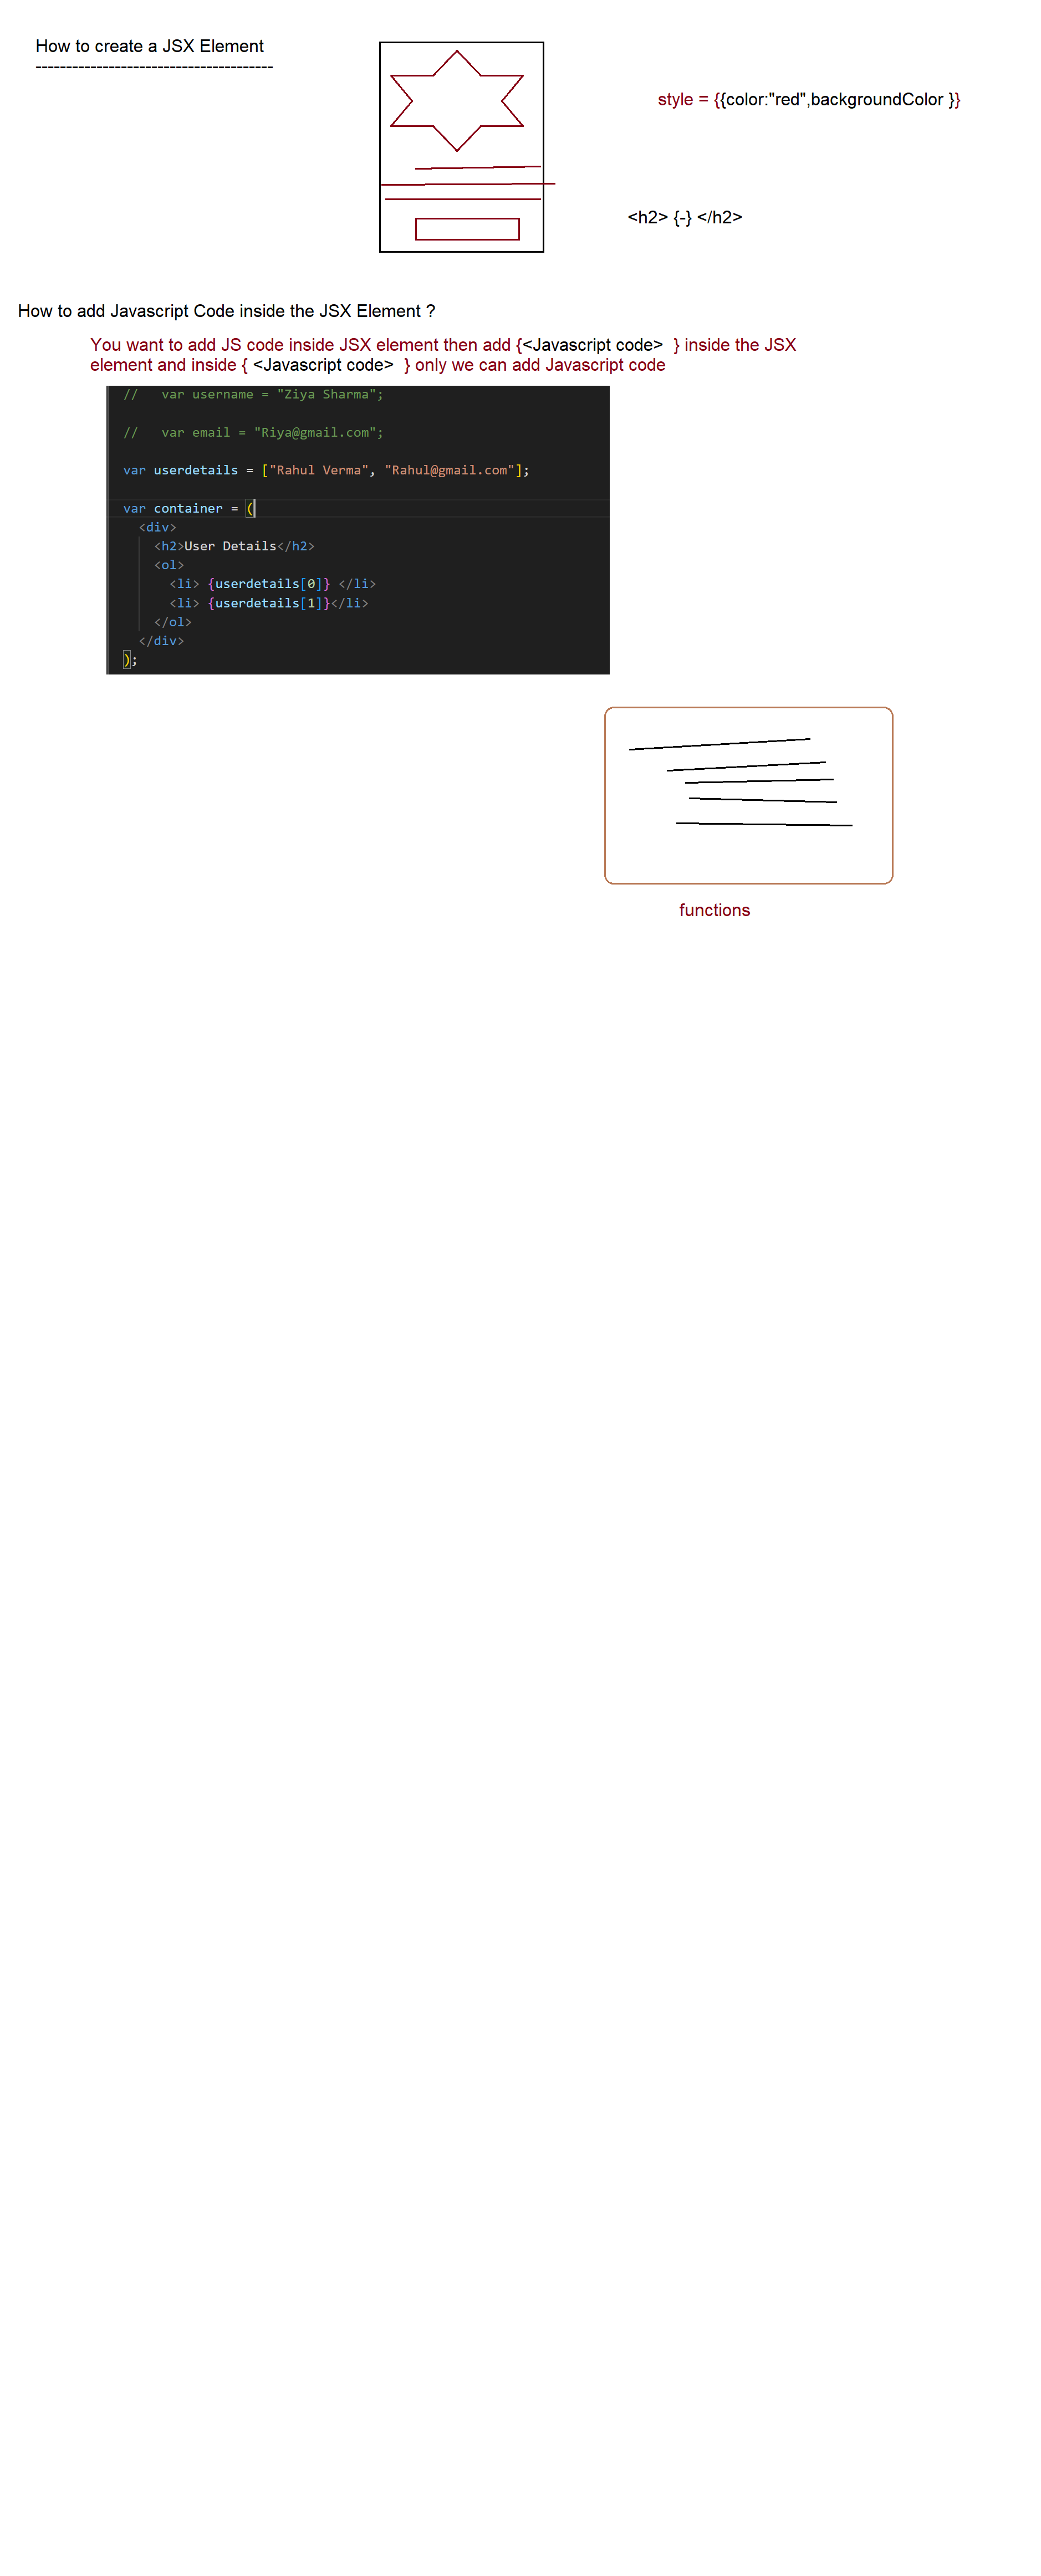 How to create a JSX Element
---------------------------------------
style = {{color:"red",backgroundColor }}
<h2> {-} </h2>
How to add Javascript Code inside the JSX Element ?
You want to add JS code inside JSX element then add {<Javascript code>  } inside the JSX
element and inside { <Javascript code>  } only we can add Javascript code
//   var username = "Ziya Sharma";
//   var email = "Riya@gmail.com";
var userdetails = ["Rahul Verma", "Rahul@gmail.com"];
var container = (
  <div>
    <h2>User Details</h2>
    <ol>
      <li> {userdetails[0]} </li>
      <li> {userdetails[1]}</li>
    </ol>
  </div>
);
functions